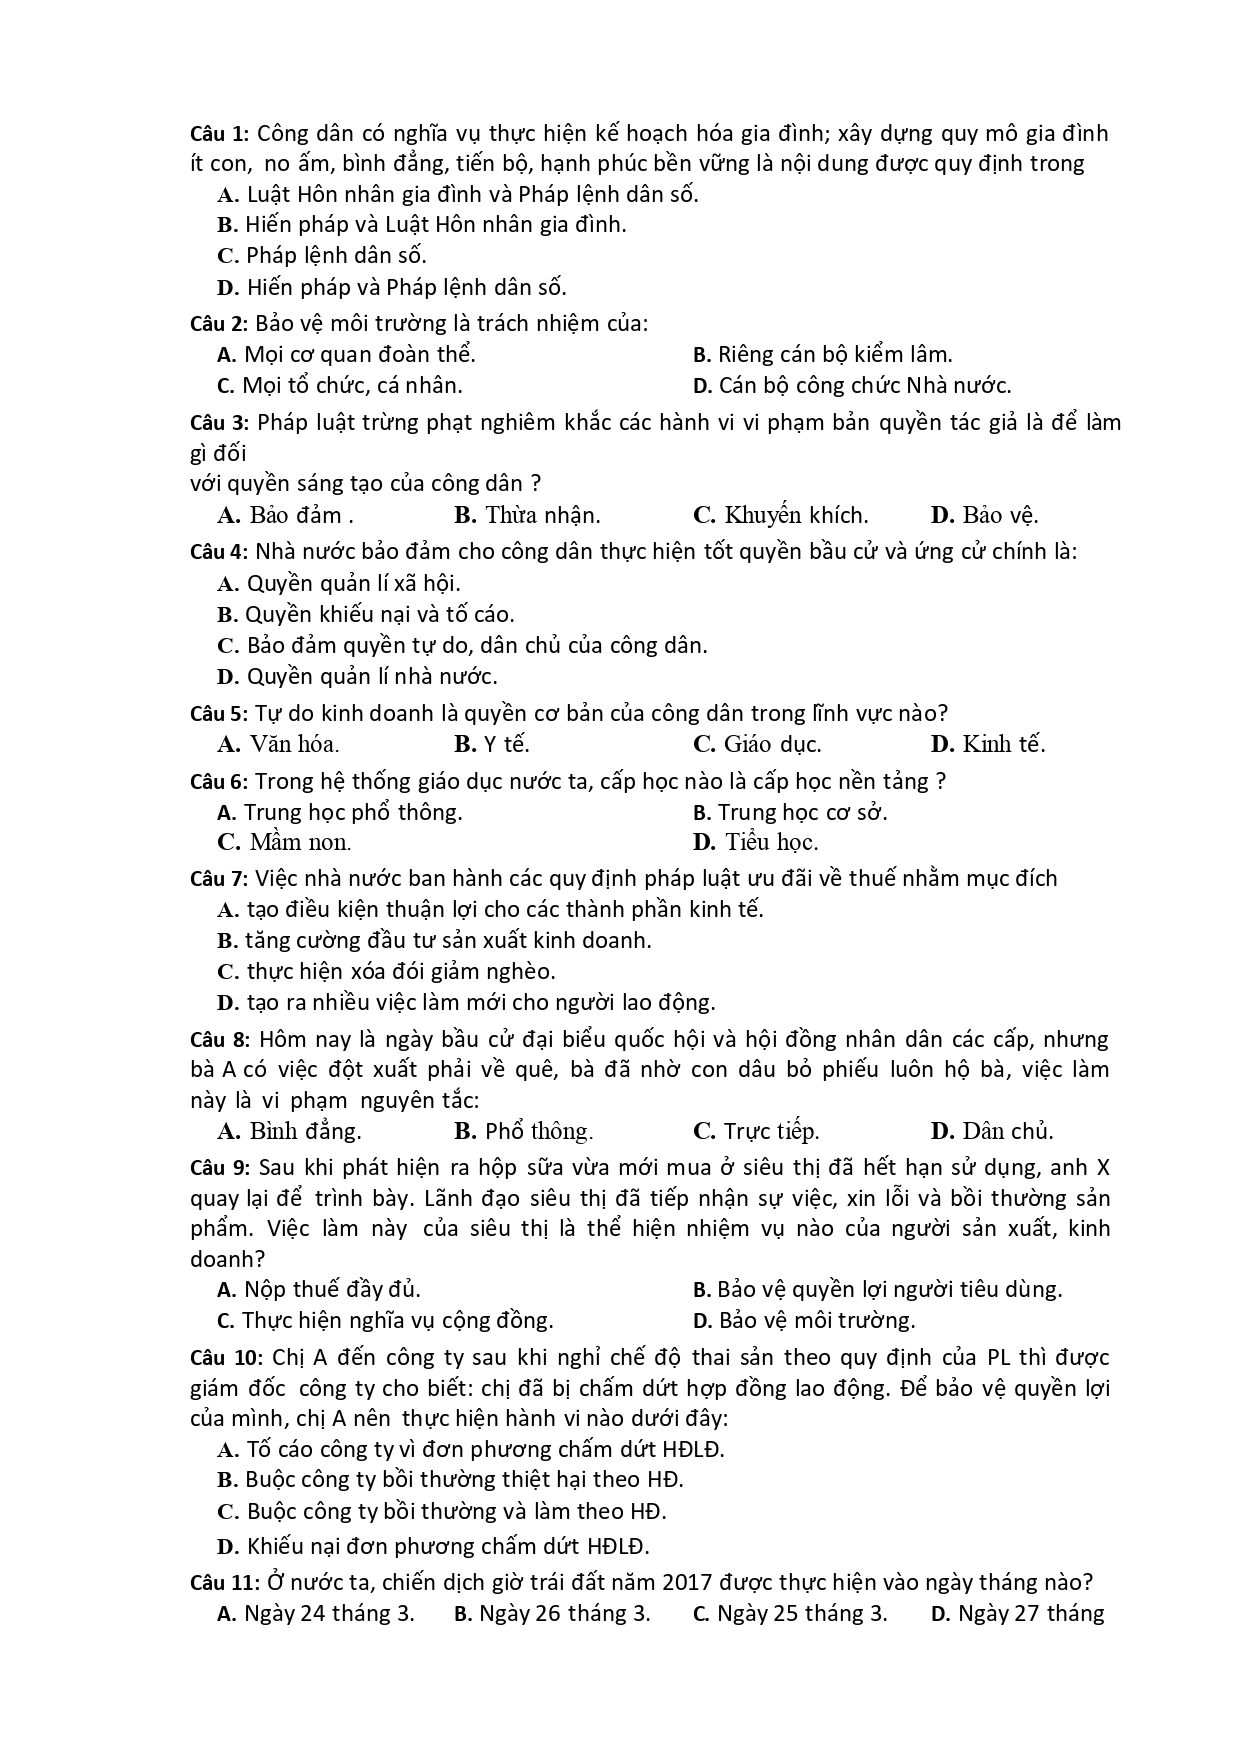 Câu 1: Công dân có nghĩa vụ thực hiện kế hoạch hóa gia đình; xây dựng quy mô gia đình
ít con, no ấm, bình đẳng, tiến bộ, hạnh phúc bền vững là nội dung được quy định trong
A. Luật Hôn nhân gia đình và Pháp lệnh dân số.
B. Hiến pháp và Luật Hôn nhân gia đình.
C. Pháp lệnh dân số.
D. Hiến pháp và Pháp lệnh dân số.
Câu 2: Bảo vệ môi trường là trách nhiệm của:
A. Mọi cơ quan đoàn thể. B. Riêng cán bộ kiểm lâm.
C. Mọi tổ chức, cá nhân. D. Cán bộ công chức Nhà nước.
Câu 3: Pháp luật trừng phạt nghiêm khắc các hành vi vi phạm bản quyền tác giả là để làm
gì đối
với quyền sáng tạo của công dân ?
A. Bảo đảm . B. Thừa nhận. C. Khuyến khích. D. Bảo vệ.
Câu 4: Nhà nước bảo đảm cho công dân thực hiện tốt quyền bầu cử và ứng cử chính là:
A. Quyền quản lí xã hội.
B. Quyền khiếu nại và tố cáo.
C. Bảo đảm quyền tự do, dân chủ của công dân.
D. Quyền quản lí nhà nước.
Câu 5: Tự do kinh doanh là quyền cơ bản của công dân trong lĩnh vực nào?
A. Văn hóa. B. Y tế. C. Giáo dục. D. Kinh tế.
Câu 6: Trong hệ thống giáo dục nước ta, cấp học nào là cấp học nền tảng ?
A. Trung học phổ thông. B. Trung học cơ sở.
C. Mầm non. D. Tiểu học.
Câu 7: Việc nhà nước ban hành các quy định pháp luật ưu đãi về thuế nhằm mục đích
A. tạo điều kiện thuận lợi cho các thành phần kinh tế.
B. tăng cường đầu tư sản xuất kinh doanh.
C. thực hiện xóa đói giảm nghèo.
D. tạo ra nhiều việc làm mới cho người lao động.
Câu 8: Hôm nay là ngày bầu cử đại biểu quốc hội và hội đồng nhân dân các cấp, nhưng
bà A có việc đột xuất phải về quê, bà đã nhờ con dâu bỏ phiếu luôn hộ bà, việc làm
này là vi phạm nguyên tắc:
A. Bình đẳng. B. Phổ thông. C. Trực tiếp. D. Dân chủ.
Câu 9: Sau khi phát hiện ra hộp sữa vừa mới mua ở siêu thị đã hết hạn sử dụng, anh X
quay lại để trình bày. Lãnh đạo siêu thị đã tiếp nhận sự việc, xin lỗi và bồi thường sản
phẩm. Việc làm này của siêu thị là thể hiện nhiệm vụ nào của người sản xuất, kinh
doanh?
A. Nộp thuế đầy đủ. B. Bảo vệ quyền lợi người tiêu dùng.
C. Thực hiện nghĩa vụ cộng đồng. D. Bảo vệ môi trường.
Câu 10: Chị A đến công ty sau khi nghỉ chế độ thai sản theo quy định của PL thì được
giám đốc công ty cho biết: chị đã bị chấm dứt hợp đồng lao động. Để bảo vệ quyền lợi
của mình, chị A nên thực hiện hành vi nào dưới đây:
A. Tố cáo công ty vì đơn phương chấm dứt HĐLĐ.
B. Buộc công ty bồi thường thiệt hại theo HĐ.
C. Buộc công ty bồi thường và làm theo HĐ.
D. Khiếu nại đơn phương chấm dứt HĐLĐ.
Câu 11: Ở nước ta, chiến dịch giờ trái đất năm 2017 được thực hiện vào ngày tháng nào?
A. Ngày 24 tháng 3. B. Ngày 26 tháng 3. C. Ngày 25 tháng 3. D. Ngày 27 tháng